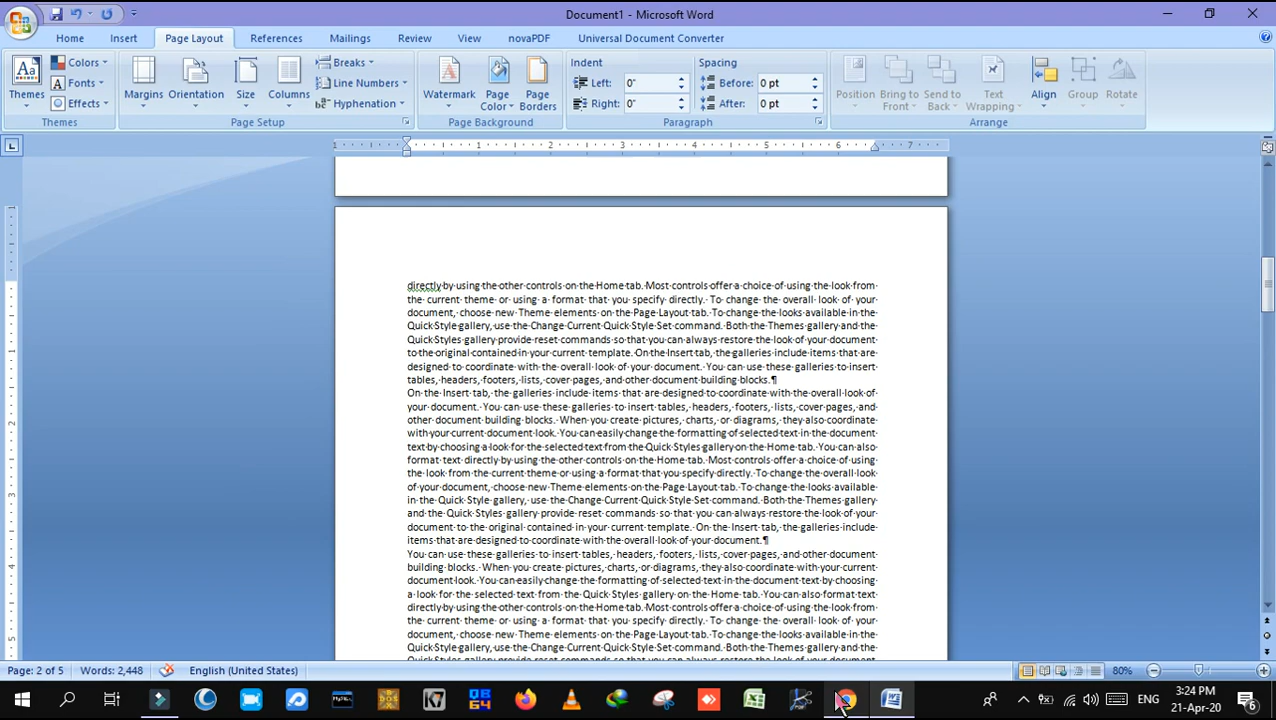 Document1 - Microsoft Word
Home Insert Page Layout References Mailings Review View novaPDF Universal Document Converter
Themes
Colors
Fonts
Effects
Themes
Margins Orientation Size Columns
Breaks
Line Numbers
Hyphenation
Page Setup
Watermark Page Color Page Borders
Page Background
Indent
Left: 0"
Right: 0"
Spacing
Before: 0 pt
After: 0 pt
Paragraph
Position Bring to Front Send to Back Text Wrapping Align Group Rotate
Arrange
1 1 2 3 4 5 6 7
directly by using the other controls on the Home tab. Most controls offer a choice of using the look from
the current theme or using a format that you specify directly. To change the overall look of your
document, choose new Theme elements on the Page Layout tab. To change the looks available in the
Quick Style gallery, use the Change Current Quick Style Set command. Both the Themes gallery and the
Quick Styles gallery provide reset commands so that you can always restore the look of your document
to the original contained in your current template. On the Insert tab, the galleries include items that are
designed to coordinate with the overall look of your document. You can use these galleries to insert
tables, headers, footers, lists, cover pages, and other document building blocks.¶
On the Insert tab, the galleries include items that are designed to coordinate with the overall look of
your document. You can use these galleries to insert tables, headers, footers, lists, cover pages, and
other document building blocks. When you create pictures, charts, or diagrams, they also coordinate
with your current document look. You can easily change the formatting of selected text in the document
text by choosing a look for the selected text from the Quick Styles gallery on the Home tab. You can also
format text directly by using the other controls on the Home tab. Most controls offer a choice of using
the look from the current theme or using a format that you specify directly. To change the overall look
of your document, choose new Theme elements on the Page Layout tab. To change the looks available
in the Quick Style gallery, use the Change Current Quick Style Set command. Both the Themes gallery
and the Quick Styles gallery provide reset commands so that you can always restore the look of your
document to the original contained in your current template. On the Insert tab, the galleries include
items that are designed to coordinate with the overall look of your document.¶
You can use these galleries to insert tables, headers, footers, lists, cover pages, and other document
building blocks. When you create pictures, charts, or diagrams, they also coordinate with your current
document look. You can easily change the formatting of selected text in the document text by choosing
a look for the selected text from the Quick Styles gallery on the Home tab. You can also format text
directly by using the other controls on the Home tab. Most controls offer a choice of using the look from
the current theme or using a format that you specify directly. To change the overall look of your
document, choose new Theme elements on the Page Layout tab. To change the looks available in the
Quick Style gallery, use the Change Current Quick Style Set command. Both the Themes gallery and the
Quick Styles gallery provide reset commands so that you can always restore the look of your document
Page: 2 of 5 Words: 2,448 English (United States) 80%
ENG
3:24 PM
21-Apr-20
6